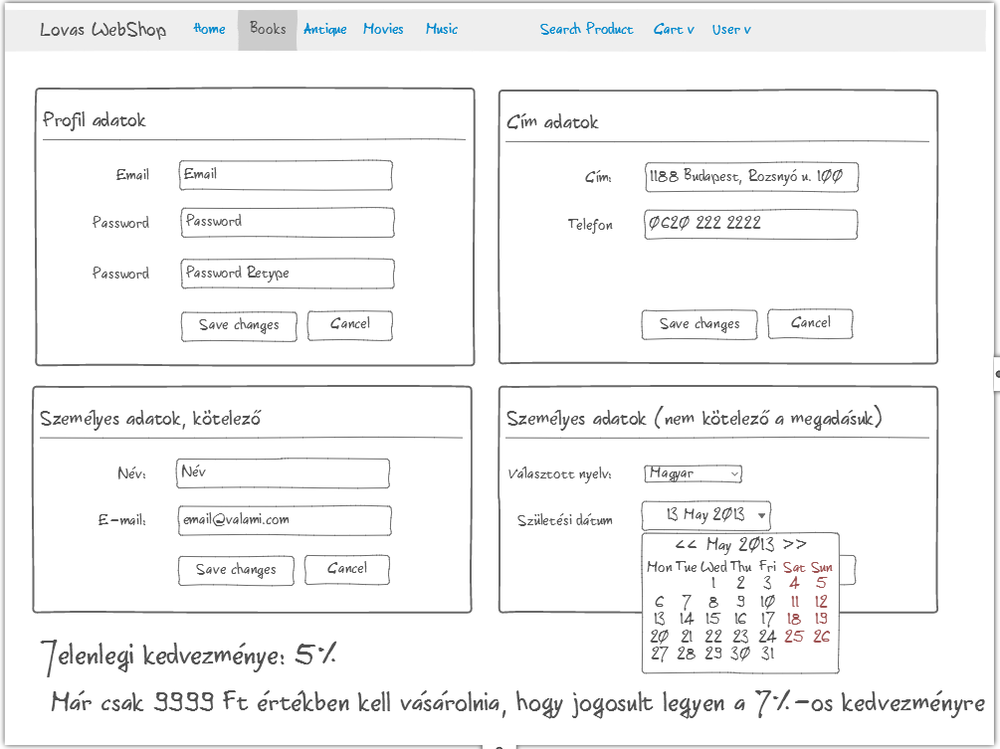 Lovas WebShop Home Books Antique Movies Music Search Product Cart v User v
Profil adatok
Email Email
Password Password
Password Password Retype
Save changes Cancel
Cím adatok
Cím: 1188 Budapest, Rozsnyó u. 100
Telefon 0620 222 2222
Save changes Cancel
Személyes adatok, kötelező
Név: Név
E-mail: email@valami.com
Save changes Cancel
Személyes adatok (nem kötelező a megadásuk)
Választott nyelv: Magyar
Születési dátum 13 May 2013
<< May 2013 >>
Mon Tue Wed Thu Fri Sat Sun
1 2 3 4 5
6 7 8 9 10 11 12
13 14 15 16 17 18 19
20 21 22 23 24 25 26
27 28 29 30 31
Jelenlegi kedvezménye: 5%
Már csak 9999 Ft értékben kell vásárolnia, hogy jogosult legyen a 7%-os kedvezményre